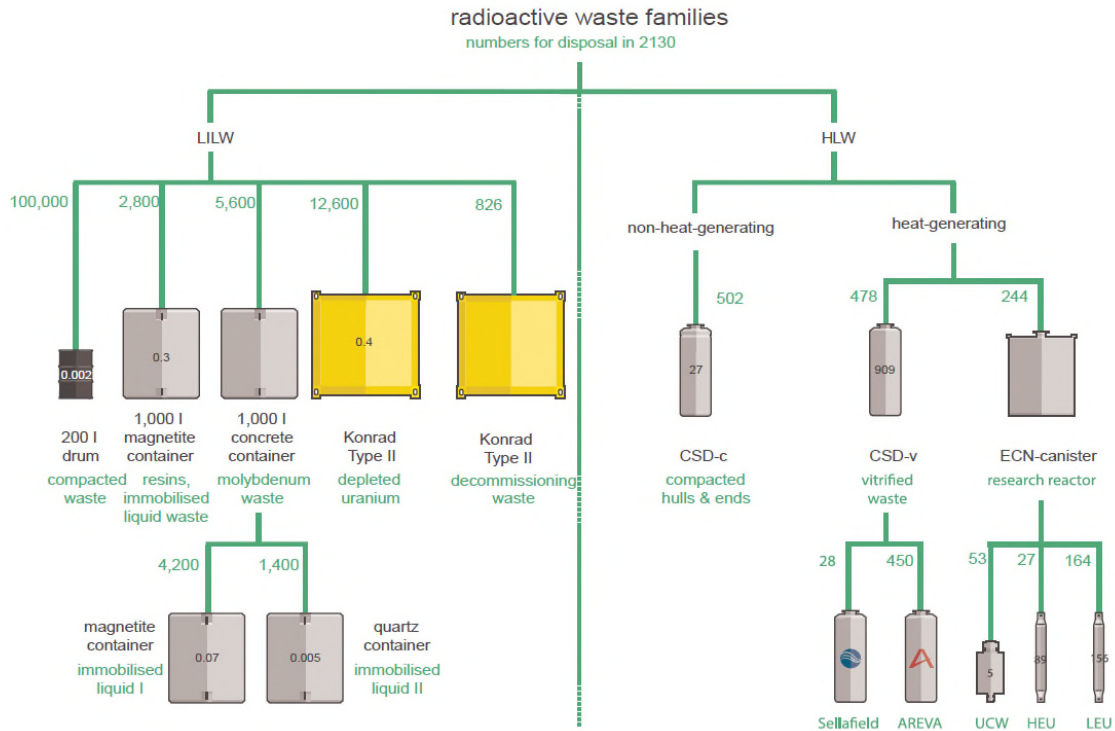 radioactive waste families
numbers for disposal in 2130
LILW
HLW
100,000
2,800
5,600
12,600
826
non-heat-generating
heat-generating
502
478
244
0.002
0.3
0.4
27
909
200 l
drum
compacted
waste
1,000 l
magnetite
container
resins,
immobilised
liquid waste
1,000 l
concrete
container
molybdenum
waste
Konrad
Type II
depleted
uranium
Konrad
Type II
decommissioning
waste
CSD-c
compacted
hulls & ends
CSD-v
vitrified
waste
ECN-canister
research reactor
4,200
1,400
28
450
53
27
164
magnetite
container
immobilised
liquid I
0.07
0.005
quartz
container
immobilised
liquid II
5
89
156
Sellafield
AREVA
UCW
HEU
LEU